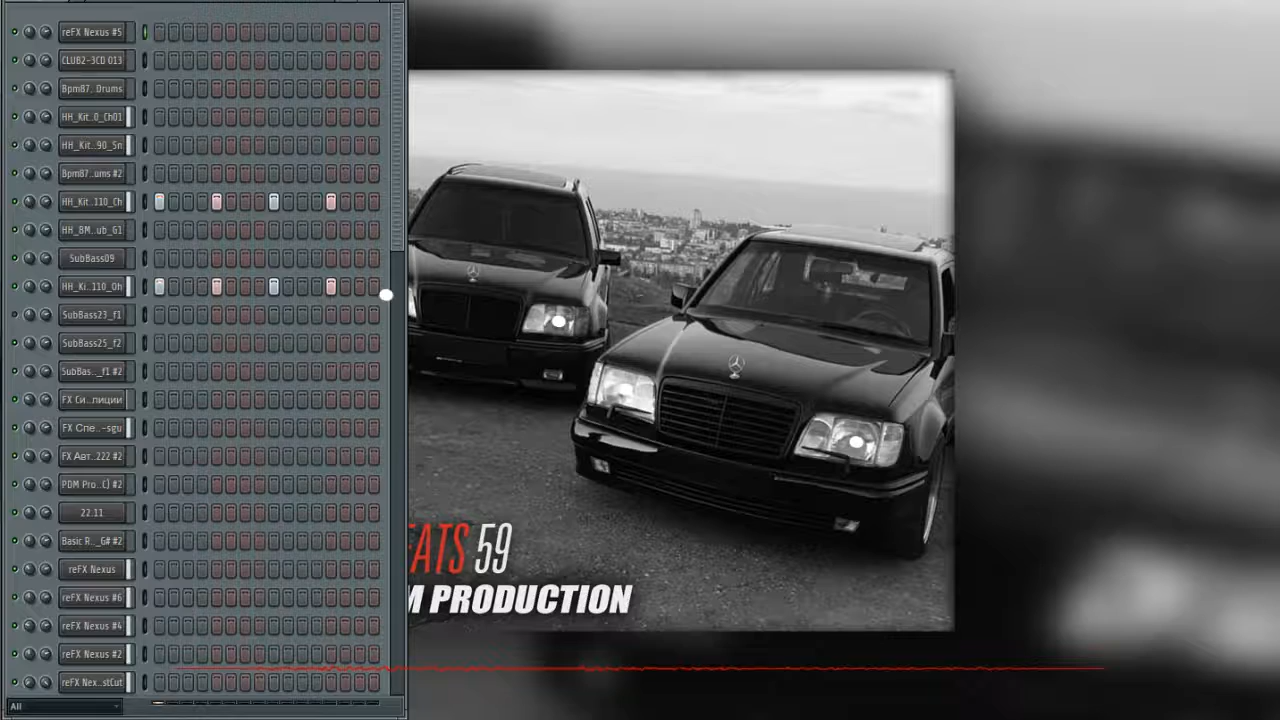 reFX Nexus #5
CLUB2-3CD 013
Bpm87. Drums
HH_Kit..0_Ch01
HH_Kit..90_Sn
Bpm87..ums #2
HH_Kit..110_Ch
HH_BM..ub_G1
SubBass09
HH_Ki..110_Oh
SubBass23_f1
SubBass25_f2
SubBas.._f1 #2
FX Си..пиции
FX Спе..-sgu
FX Авт..222 #2
PDM Pro..C) #2
22.11
Basic R.._G# #2
reFX Nexus
reFX Nexus #6
reFX Nexus #4
reFX Nexus #2
reFX Nex..stCut
All
EATS 59
M PRODUCTION